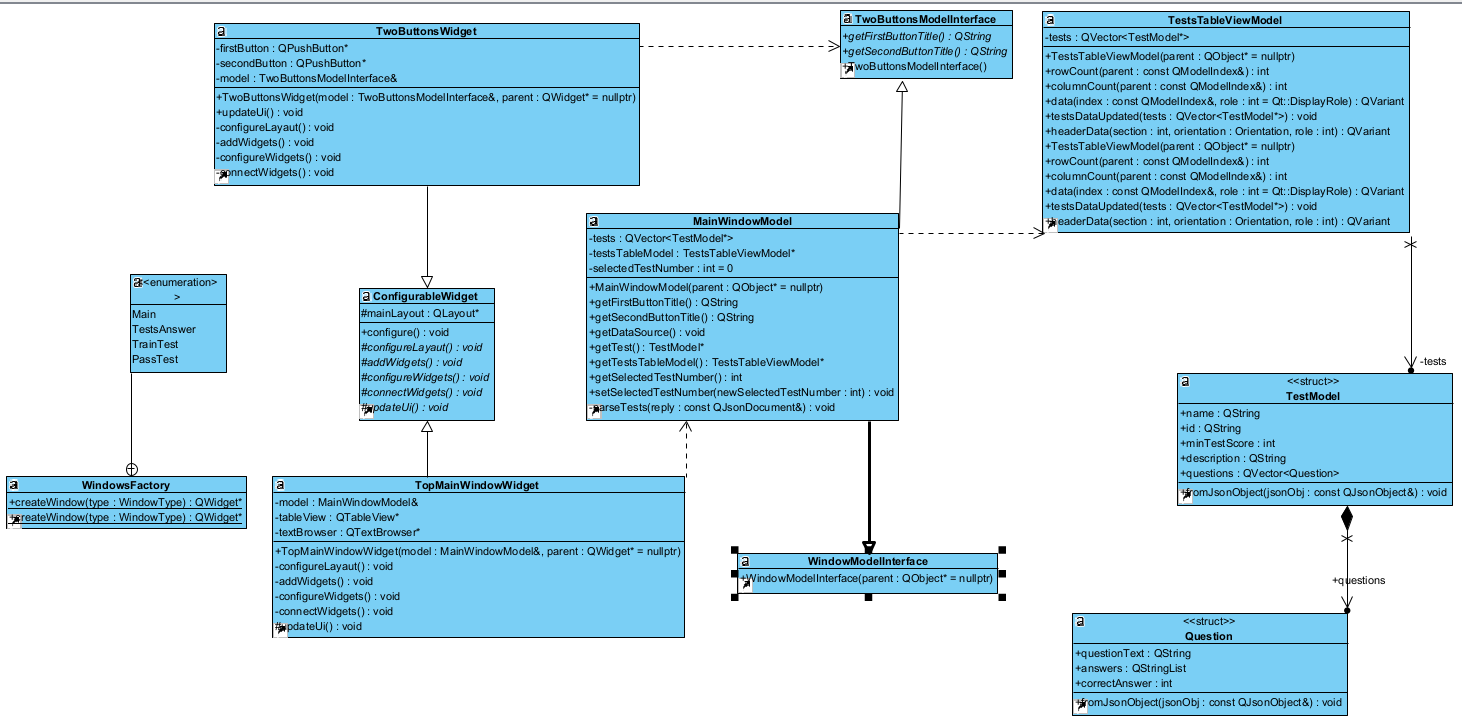 TwoButtonsWidget
-firstButton : QPushButton*
-secondButton : QPushButton*
-model : TwoButtonsModelInterface&
+TwoButtonsWidget(model : TwoButtonsModelInterface&, parent : QWidget* = nullptr)
+updateUi() : void
-configureLayaut() : void
-addWidgets() : void
-configureWidgets() : void
-connectWidgets() : void
TwoButtonsModelInterface
+getFirstButtonTitle() : QString
+getSecondButtonTitle() : QString
+TwoButtonsModelInterface()
TestsTableViewModel
-tests : QVector<TestModel*>
+TestsTableViewModel(parent : QObject* = nullptr)
+rowCount(parent : const QModelIndex&) : int
+columnCount(parent : const QModelIndex&) : int
+data(index : const QModelIndex&, role : int = Qt::DisplayRole) : QVariant
+testsDataUpdated(tests : QVector<TestModel*>) : void
+headerData(section : int, orientation : Orientation, role : int) : QVariant
+TestsTableViewModel(parent : QObject* = nullptr)
+rowCount(parent : const QModelIndex&) : int
+columnCount(parent : const QModelIndex&) : int
+data(index : const QModelIndex&, role : int = Qt::DisplayRole) : QVariant
+testsDataUpdated(tests : QVector<TestModel*>) : void
+headerData(section : int, orientation : Orientation, role : int) : QVariant
MainWindowModel
-tests : QVector<TestModel*>
-testsTableModel : TestsTableViewModel*
-selectedTestNumber : int = 0
+MainWindowModel(parent : QObject* = nullptr)
+getFirstButtonTitle() : QString
+getSecondButtonTitle() : QString
+getDataSource() : void
+getTest() : TestModel*
+getTestsTableModel() : TestsTableViewModel*
+getSelectedTestNumber() : int
+setSelectedTestNumber(newSelectedTestNumber : int) : void
-parseTests(reply : const QJsonDocument&) : void
<<enumeration>
>
Main
TestsAnswer
TrainTest
PassTest
ConfigurableWidget
#mainLayout : QLayout*
+configure() : void
#configureLayaut() : void
#addWidgets() : void
#configureWidgets() : void
#connectWidgets() : void
#updateUi() : void
-tests
<<struct>>
TestModel
+name : QString
+id : QString
+minTestScore : int
+description : QString
+questions : QVector<Question>
+fromJsonObject(jsonObj : const QJsonObject&) : void
WindowsFactory
+createWindow(type : WindowType) : QWidget*
+createWindow(type : WindowType) : QWidget*
TopMainWindowWidget
-model : MainWindowModel&
-tableView : QTableView*
-textBrowser : QTextBrowser*
+TopMainWindowWidget(model : MainWindowModel&, parent : QWidget* = nullptr)
-configureLayaut() : void
-addWidgets() : void
-configureWidgets() : void
-connectWidgets() : void
#updateUi() : void
WindowModelInterface
+WindowModelInterface(parent : QObject* = nullptr)
+questions
<<struct>>
Question
+questionText : QString
+answers : QStringList
+correctAnswer : int
+fromJsonObject(jsonObj : const QJsonObject&) : void